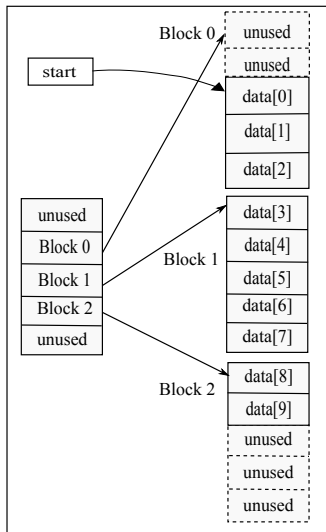 Block 0
unused
unused
start
data[0]
data[1]
data[2]
unused
Block 0
Block 1
Block 2
unused
Block 1
data[3]
data[4]
data[5]
data[6]
data[7]
Block 2
data[8]
data[9]
unused
unused
unused